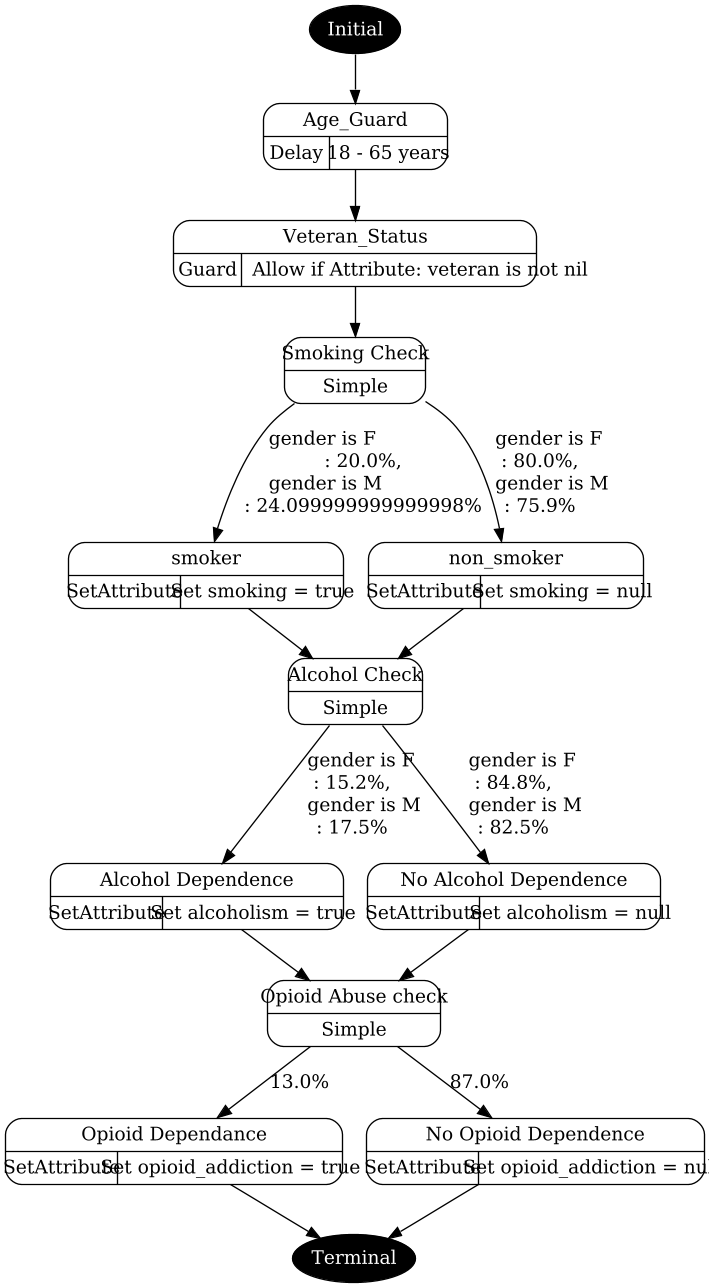 Initial
Age_Guard
Delay 18 - 65 years
Veteran_Status
Guard Allow if Attribute: veteran is not nil
Smoking Check
Simple
gender is F
: 20.0%,
gender is M
: 24.099999999999998%
gender is F
: 80.0%,
gender is M
: 75.9%
smoker
SetAttribute Set smoking = true
non_smoker
SetAttribute Set smoking = null
Alcohol Check
Simple
gender is F
: 15.2%,
gender is M
: 17.5%
gender is F
: 84.8%,
gender is M
: 82.5%
Alcohol Dependence
SetAttribute Set alcoholism = true
No Alcohol Dependence
SetAttribute Set alcoholism = null
Opioid Abuse check
Simple
13.0%
87.0%
Opioid Dependance
SetAttribute Set opioid_addiction = true
No Opioid Dependence
SetAttribute Set opioid_addiction = nu
Terminal